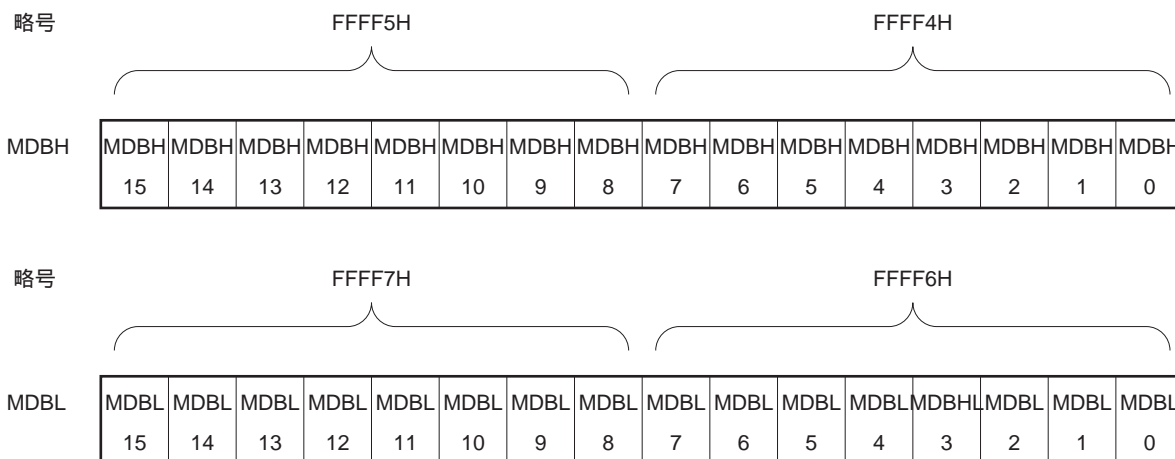 略号 FFFF5H FFFF4H
MDBH MDBH MDBH MDBH MDBH MDBH MDBH MDBH MDBH MDBH MDBH MDBH MDBH MDBH MDBH MDBH MDBH
15 14 13 12 11 10 9 8 7 6 5 4 3 2 1 0
略号 FFFF7H FFFF6H
MDBL MDBL MDBL MDBL MDBL MDBL MDBL MDBL MDBL MDBL MDBL MDBL MDBL MDBHL MDBL MDBL MDBL
15 14 13 12 11 10 9 8 7 6 5 4 3 2 1 0